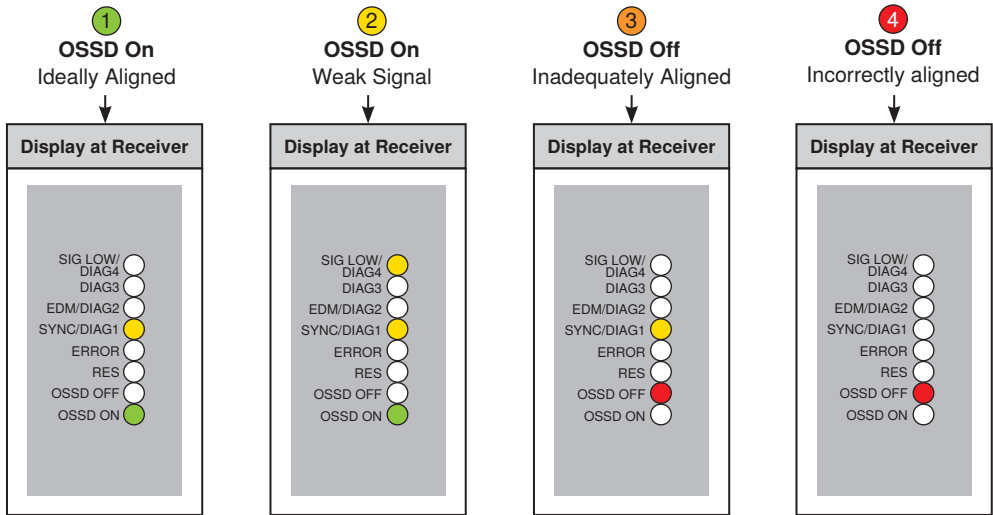 1
OSSD On
Ideally Aligned
Display at Receiver
SIG LOW/
DIAG4
DIAG3
EDM/DIAG2
SYNC/DIAG1
ERROR
RES
OSSD OFF
OSSD ON
2
OSSD On
Weak Signal
Display at Receiver
SIG LOW/
DIAG4
DIAG3
EDM/DIAG2
SYNC/DIAG1
ERROR
RES
OSSD OFF
OSSD ON
3
OSSD Off
Inadequately Aligned
Display at Receiver
SIG LOW/
DIAG4
DIAG3
EDM/DIAG2
SYNC/DIAG1
ERROR
RES
OSSD OFF
OSSD ON
4
OSSD Off
Incorrectly aligned
Display at Receiver
SIG LOW/
DIAG4
DIAG3
EDM/DIAG2
SYNC/DIAG1
ERROR
RES
OSSD OFF
OSSD ON